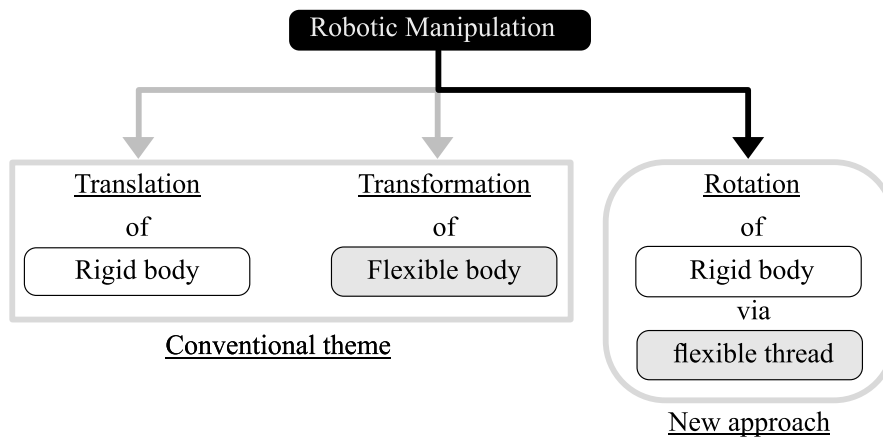 Robotic Manipulation
Translation
of
Rigid body
Transformation
of
Flexible body
Conventional theme
Rotation
of
Rigid body
via
flexible thread
New approach